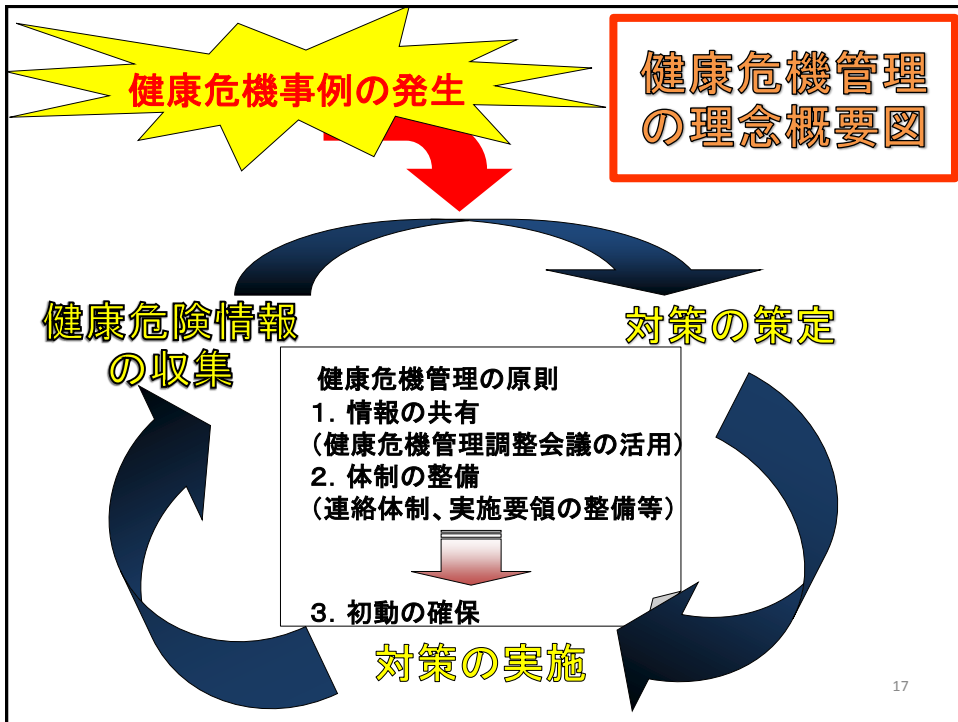 健康危機事例の発生
健康危機管理
の理念概要図
健康危険情報
の収集
対策の策定
健康危機管理の原則
１．情報の共有
（健康危機管理調整会議の活用）
２．体制の整備
（連絡体制、実施要領の整備等）
３．初動の確保
対策の実施
17